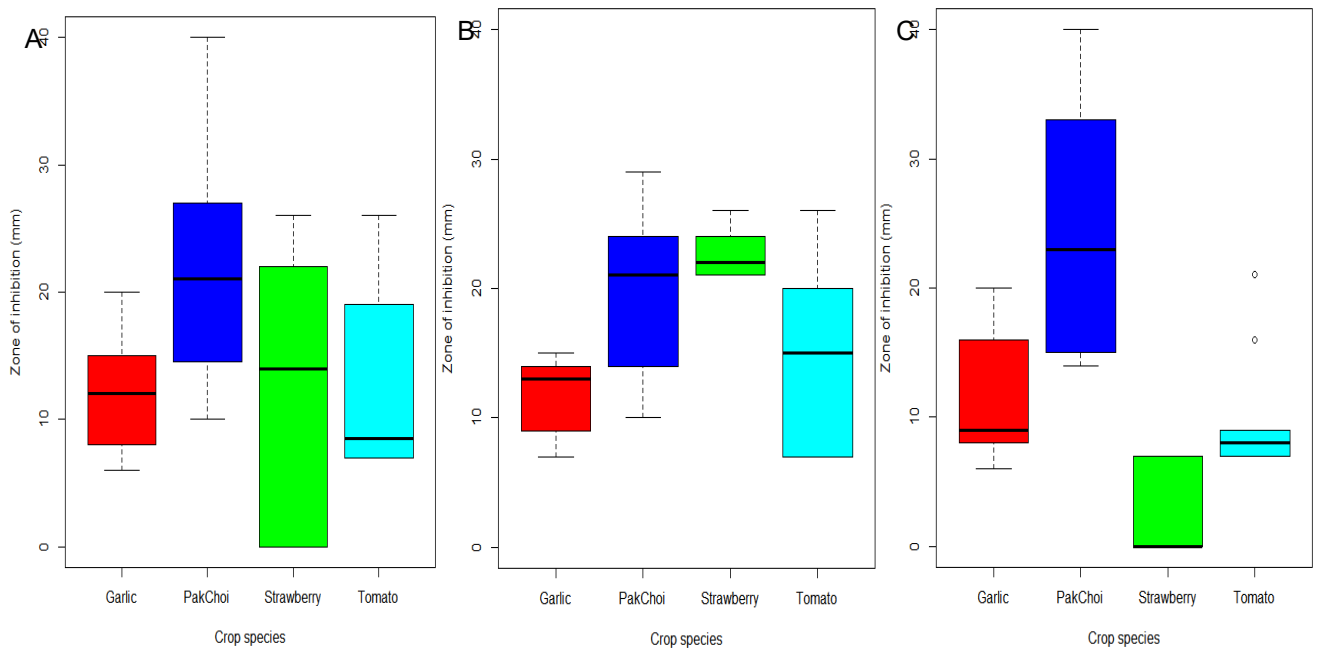 A
Zone of inhibition (mm)
0
10
20
30
40
Garlic
PakChoi
Strawberry
Tomato
Crop species
B
Zone of inhibition (mm)
0
10
20
30
40
Garlic
PakChoi
Strawberry
Tomato
Crop species
C
Zone of inhibition (mm)
0
10
20
30
40
Garlic
PakChoi
Strawberry
Tomato
Crop species